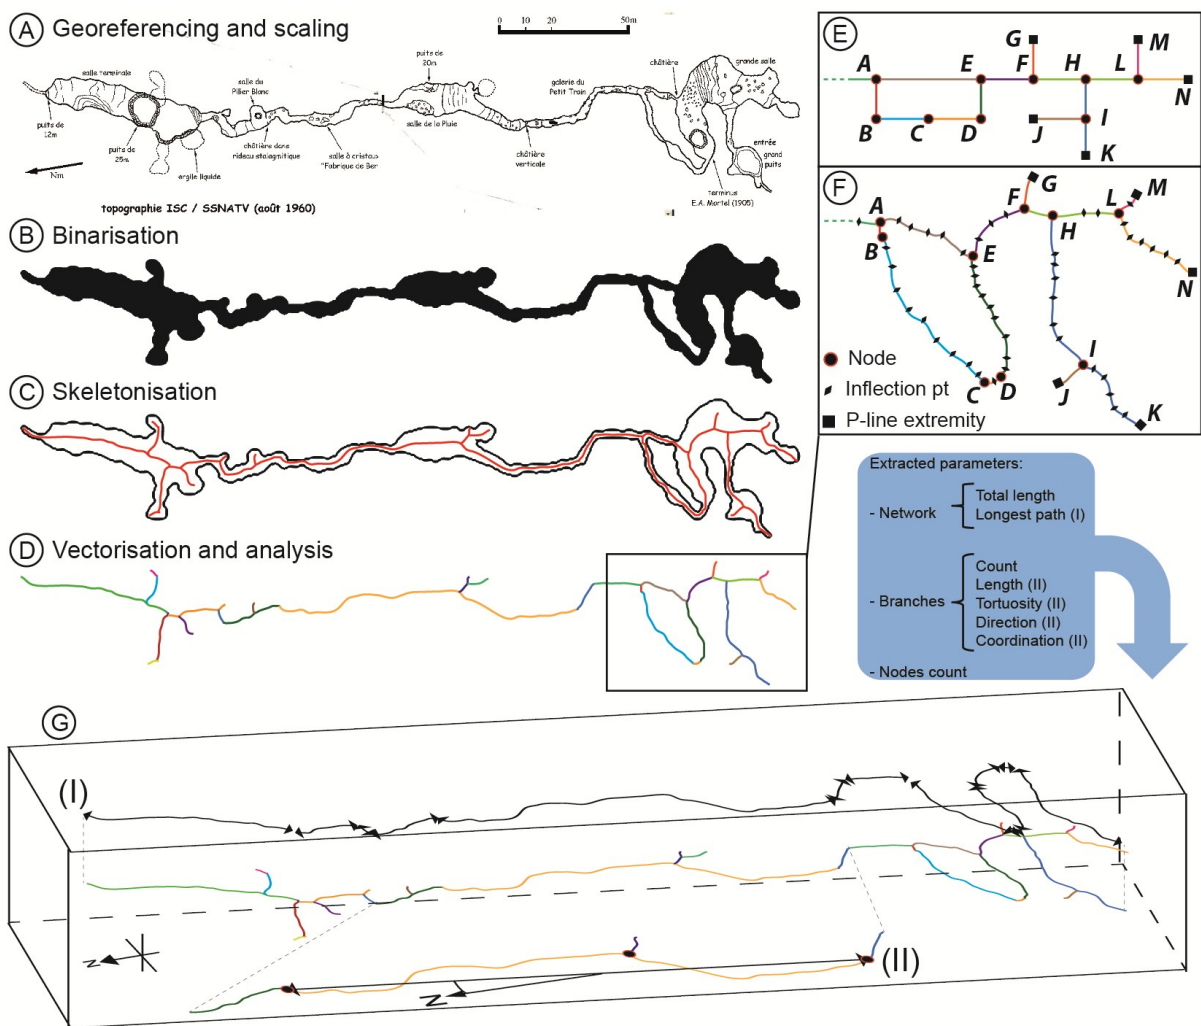 A Georeferencing and scaling
0 10 20 50m
salle terminale
puits de
12m
puits de
25m
argile liquide
Nm
salle du
Pilier Blanc
châtière dans
rideau stalagmitique
salle à cristaux
"Fabrique de Ber
puits de
20m
salle de la Pluie
châtière
verticale
galerie du
Petit Train
châtière
grande salle
entrée
grand
puits
terminus
E.A. Martel (1905)
topographie ISC / SSNATV (août 1960)
B Binarisation
C Skeletonisation
D Vectorisation and analysis
E
G M
A E F H L
N
B C D J I
K
F
G M
A F L
B E H
N
I
C D J
K
Node
Inflection pt
P-line extremity
Extracted parameters:
- Network
Total length
Longest path (I)
- Branches
Count
Length (II)
Tortuosity (II)
Direction (II)
Coordination (II)
- Nodes count
G
(I)
N
(II)
N